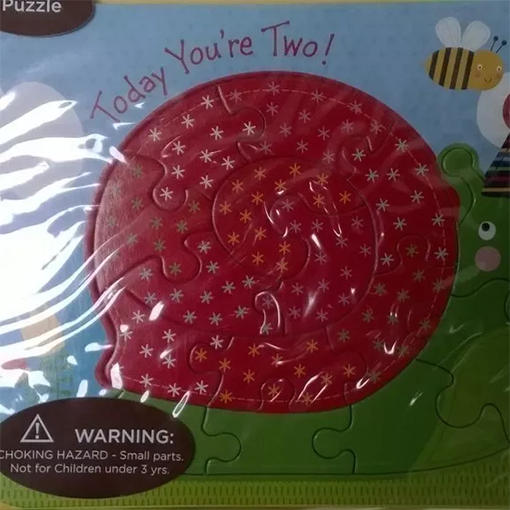 Puzzle
Today You're Two!
WARNING:
CHOKING HAZARD - Small parts.
Not for Children under 3 yrs.